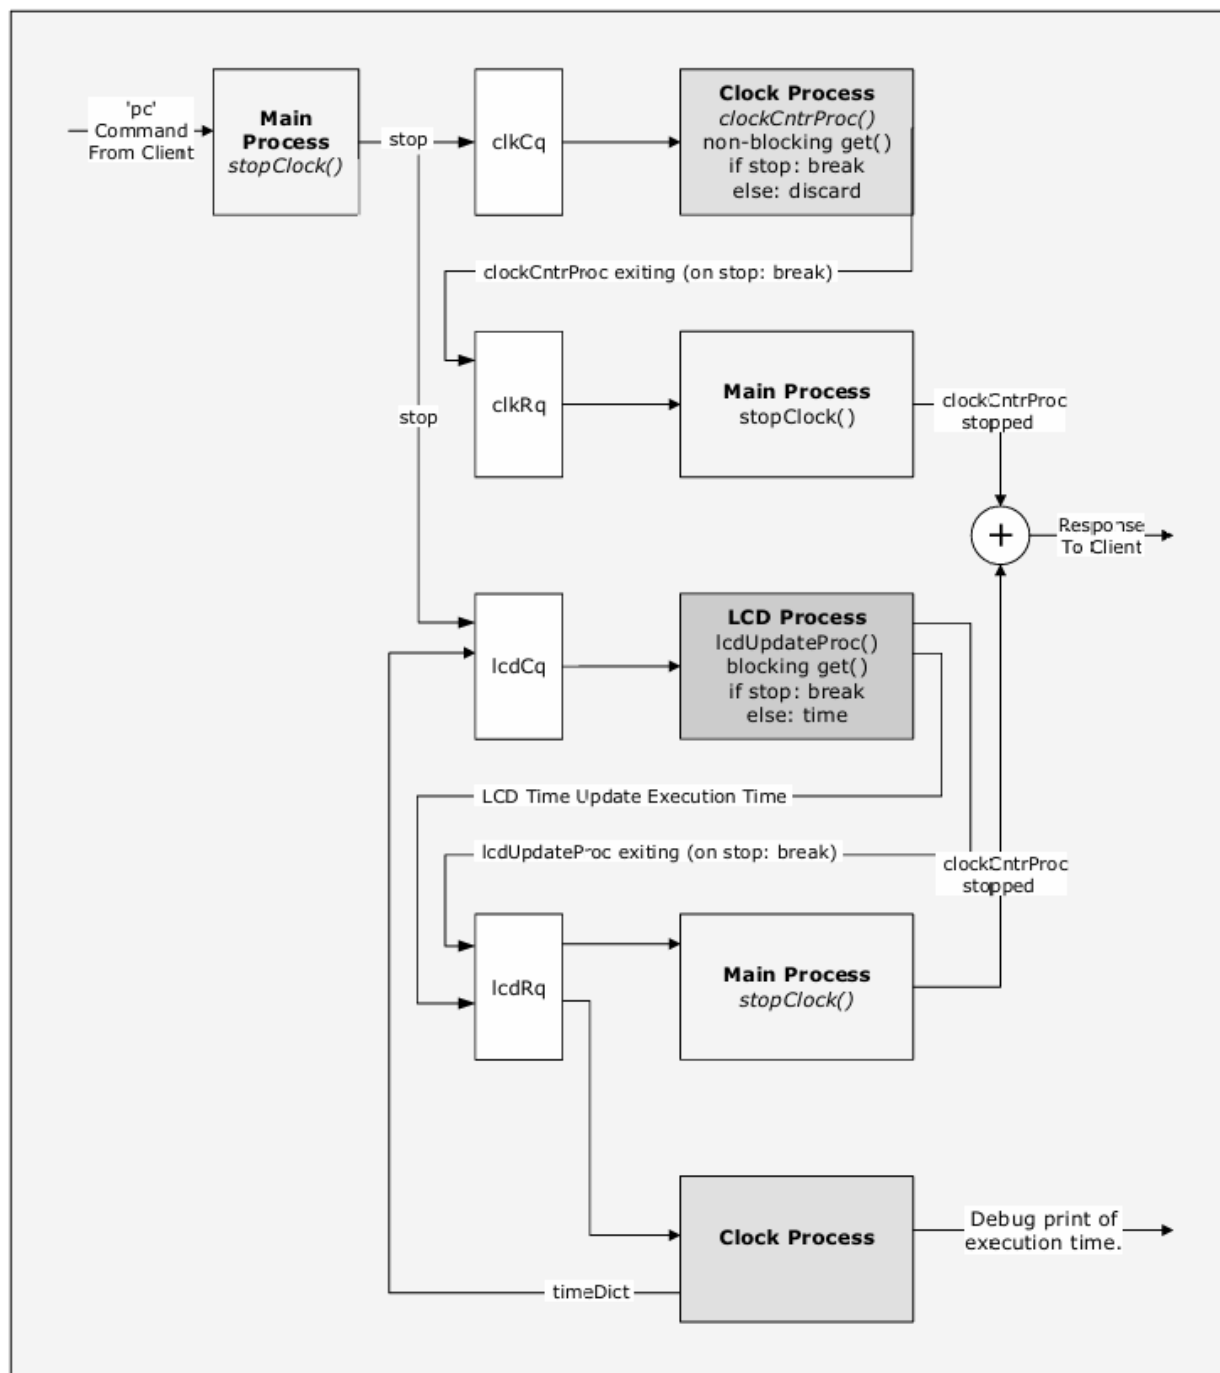 'pc'
Command
From Client
Main
Process
stopClock()
stop
clkCq
Clock Process
clockCntrProc()
non-blocking get()
if stop: break
else: discard
clockCntrProc exiting (on stop: break)
clkRq
Main Process
stopClock()
clockCntrProc
stopped
stop
+
Response
To Client
lcdCq
LCD Process
lcdUpdateProc()
blocking get()
if stop: break
else: time
LCD Time Update Execution Time
lcdUpdateProc exiting (on stop: break)
clockCntrProc
stopped
lcdRq
Main Process
stopClock()
Clock Process
Debug print of
execution time.
timeDict